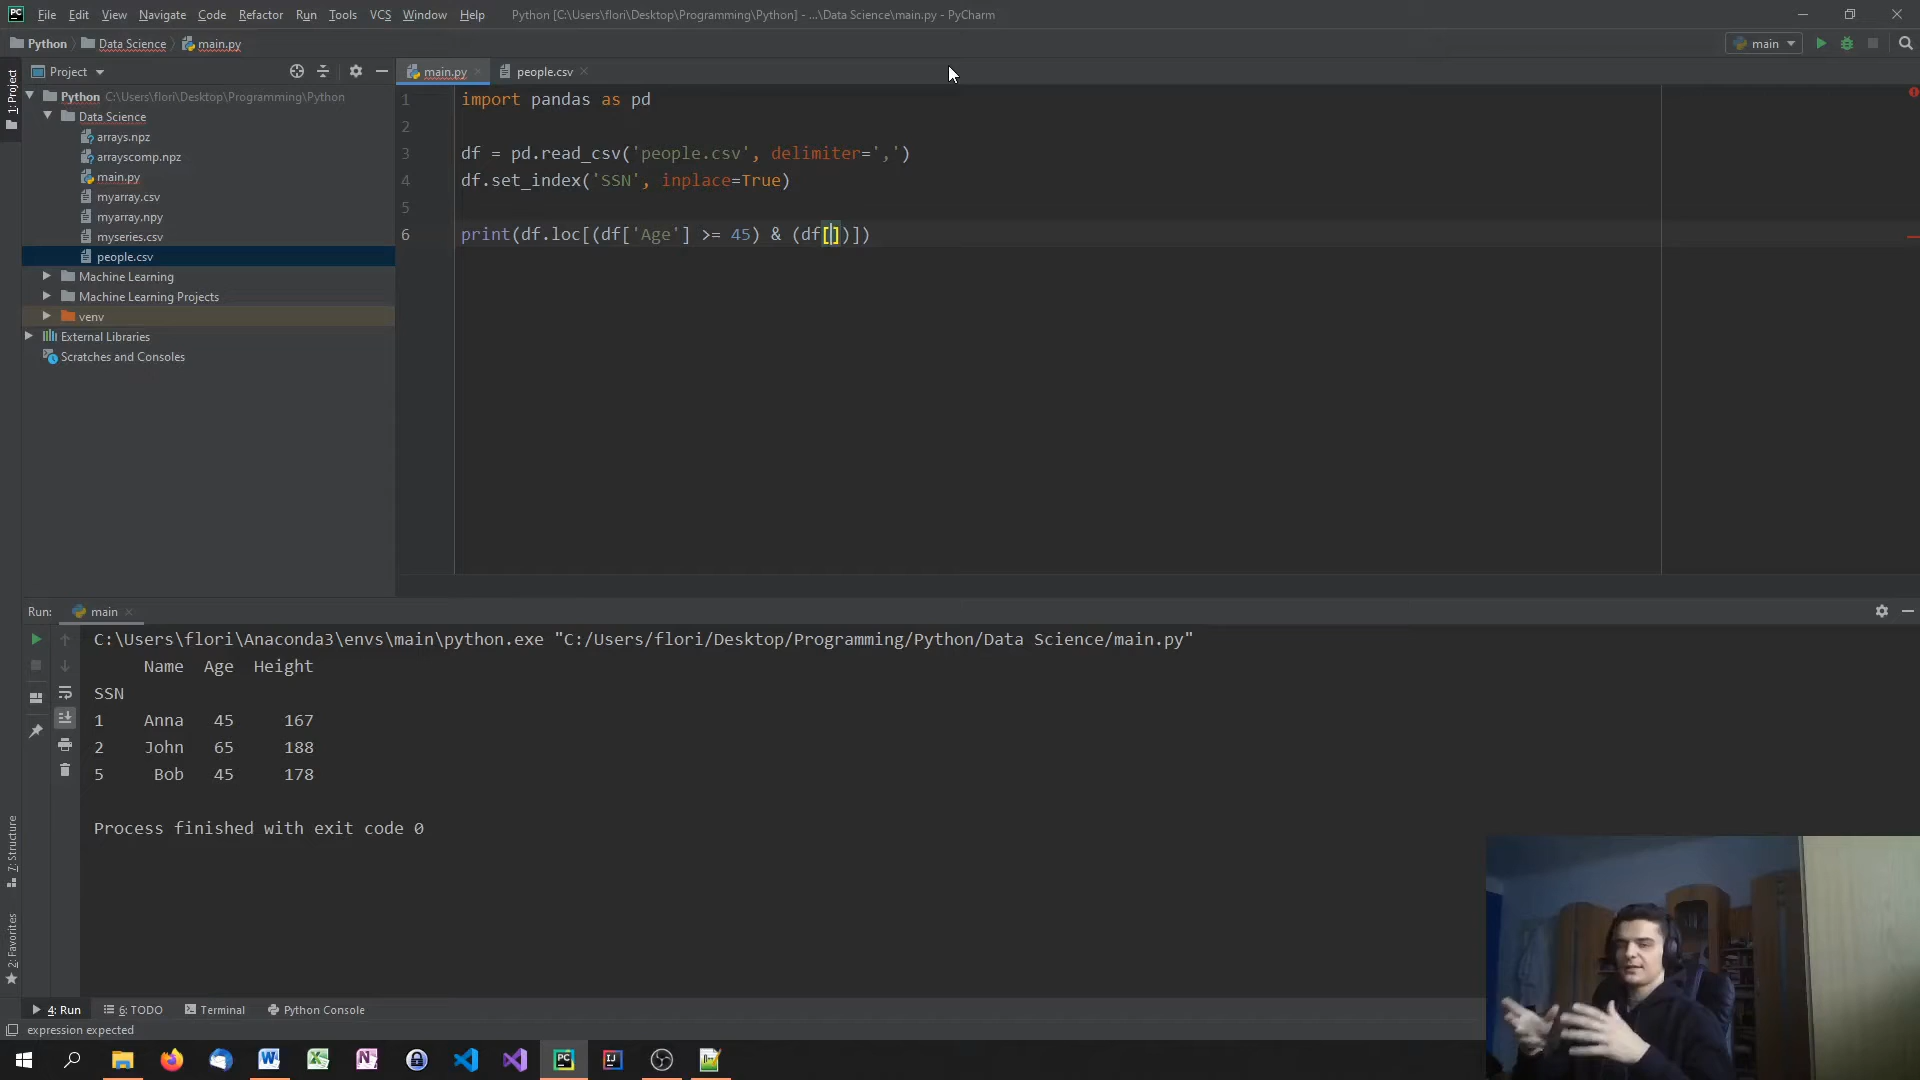 File Edit View Navigate Code Refactor Run Tools VCS Window Help Python [C:\Users\flori\Desktop\Programming\Python] - ...\Data Science\main.py - PyCharm
Python Data Science main.py main
1: Project
Project main.py people.csv
Python C:\Users\flori\Desktop\Programming\Python
Data Science
arrays.npz
arrayscomp.npz
main.py
myarray.csv
myarray.npy
myseries.csv
people.csv
Machine Learning
Machine Learning Projects
venv
External Libraries
Scratches and Consoles
1 import pandas as pd
2
3 df = pd.read_csv('people.csv', delimiter=',')
4 df.set_index('SSN', inplace=True)
5
6 print(df.loc[(df['Age'] >= 45) & (df[])])
Run: main
C:\Users\flori\Anaconda3\envs\main\python.exe "C:/Users/flori/Desktop/Programming/Python/Data Science/main.py"
Name Age Height
SSN
1 Anna 45 167
2 John 65 188
5 Bob 45 178
Process finished with exit code 0
7: Structure
2: Favorites
4: Run 6: TODO Terminal Python Console
expression expected